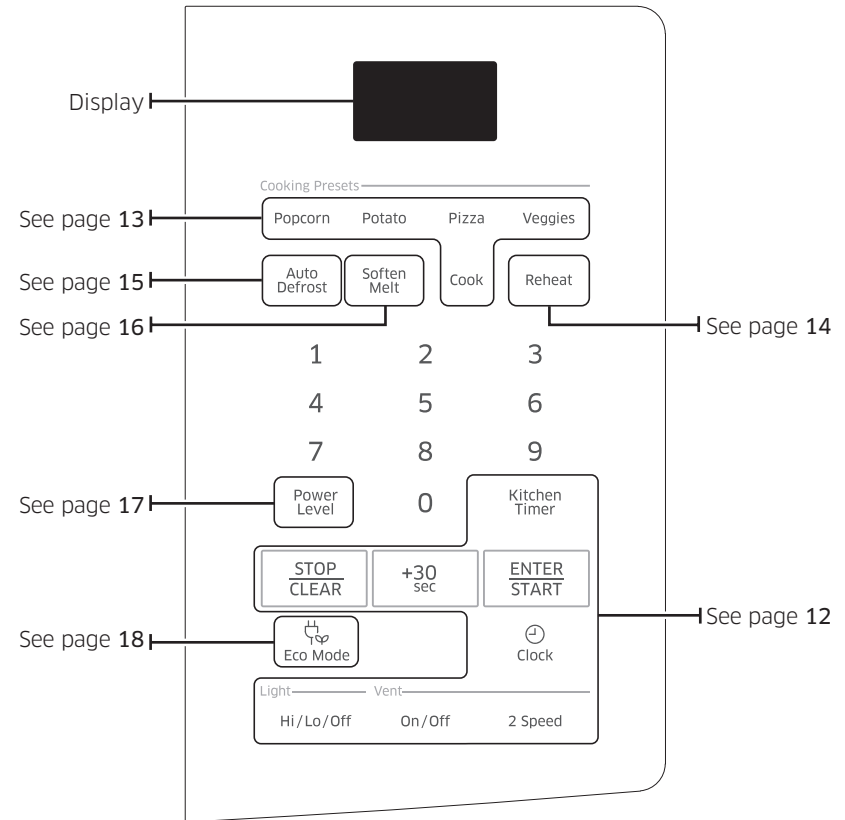 Display
Cooking Presets
See page 13
Popcorn Potato Pizza Veggies
See page 15
Auto
Defrost
Soften
Melt
Cook
Reheat
See page 16
See page 14
1 2 3
4 5 6
7 8 9
See page 17
Power
Level
0
Kitchen
Timer
STOP
CLEAR
+30
sec
ENTER
START
See page 12
See page 18
Eco Mode
Clock
Light Vent
Hi/Lo/Off On/Off 2 Speed